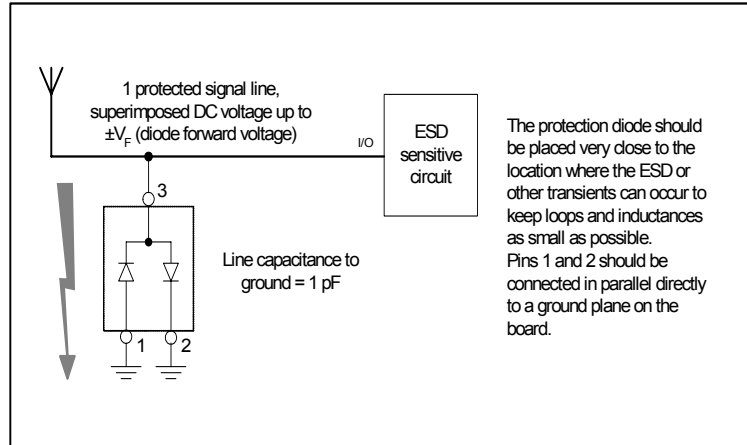 1 protected signal line,
superimposed DC voltage up to
±V_F (diode forward voltage)
I/O
ESD
sensitive
circuit
3
Line capacitance to
ground = 1 pF
1
2
The protection diode should
be placed very close to the
location where the ESD or
other transients can occur to
keep loops and inductances
as small as possible.
Pins 1 and 2 should be
connected in parallel directly
to a ground plane on the
board.